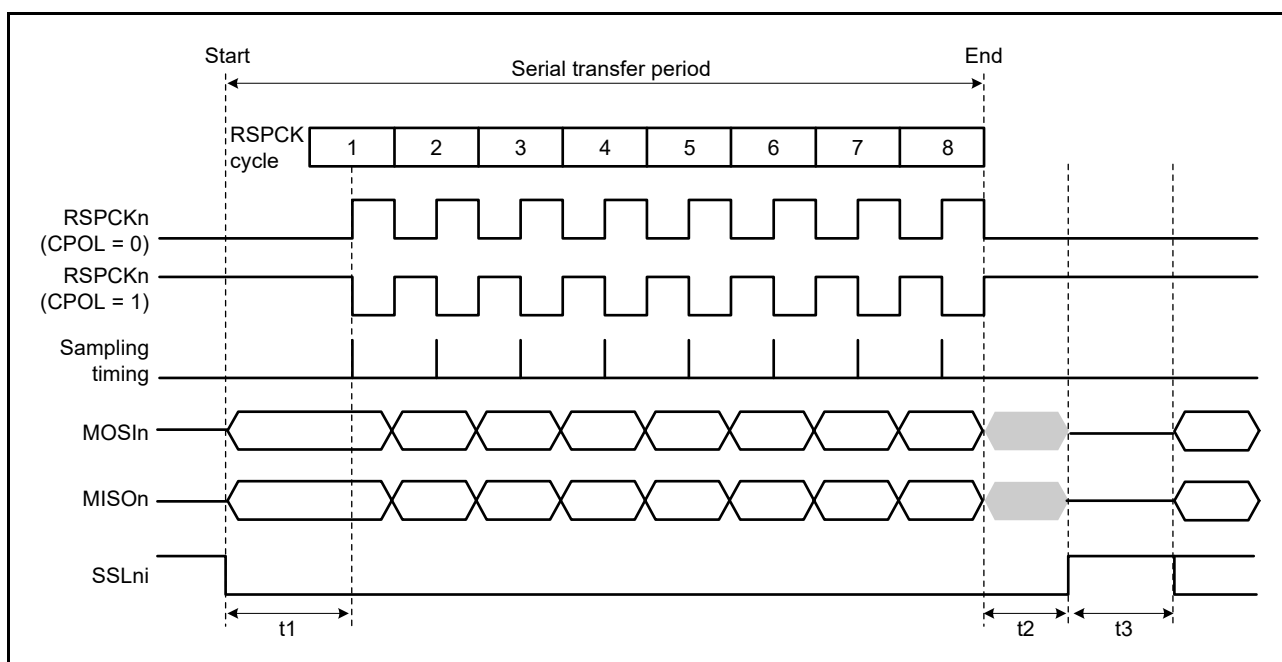 Start
End
Serial transfer period
RSPCK
cycle
1 2 3 4 5 6 7 8
RSPCKn
(CPOL = 0)
RSPCKn
(CPOL = 1)
Sampling
timing
MOSIn
MISOn
SSLni
t1
t2
t3